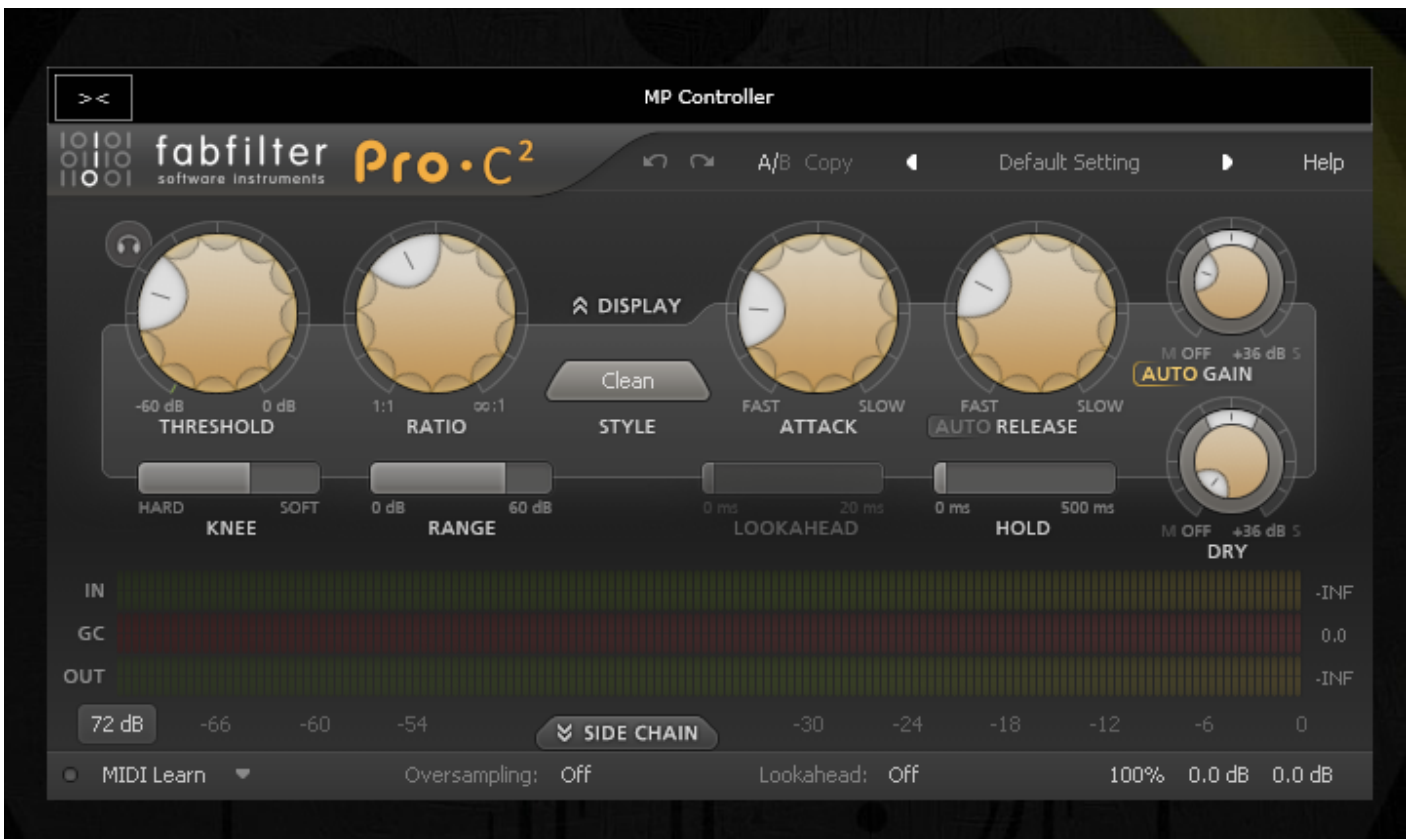 >< MP Controller
fabfilter Pro·C²
software instruments
A/B Copy Default Setting Help
DISPLAY
M OFF +36 dB S
AUTO GAIN
Clean
-60 dB 0 dB 1:1 ∞:1 FAST SLOW FAST SLOW
THRESHOLD RATIO STYLE ATTACK AUTO RELEASE
HARD SOFT 0 dB 60 dB 0 ms 20 ms 0 ms 500 ms
KNEE RANGE LOOKAHEAD HOLD
M OFF +36 dB S
DRY
IN -INF
GC 0.0
OUT -INF
72 dB -66 -60 -54 SIDE CHAIN -30 -24 -18 -12 -6 0
MIDI Learn Oversampling: Off Lookahead: Off 100% 0.0 dB 0.0 dB